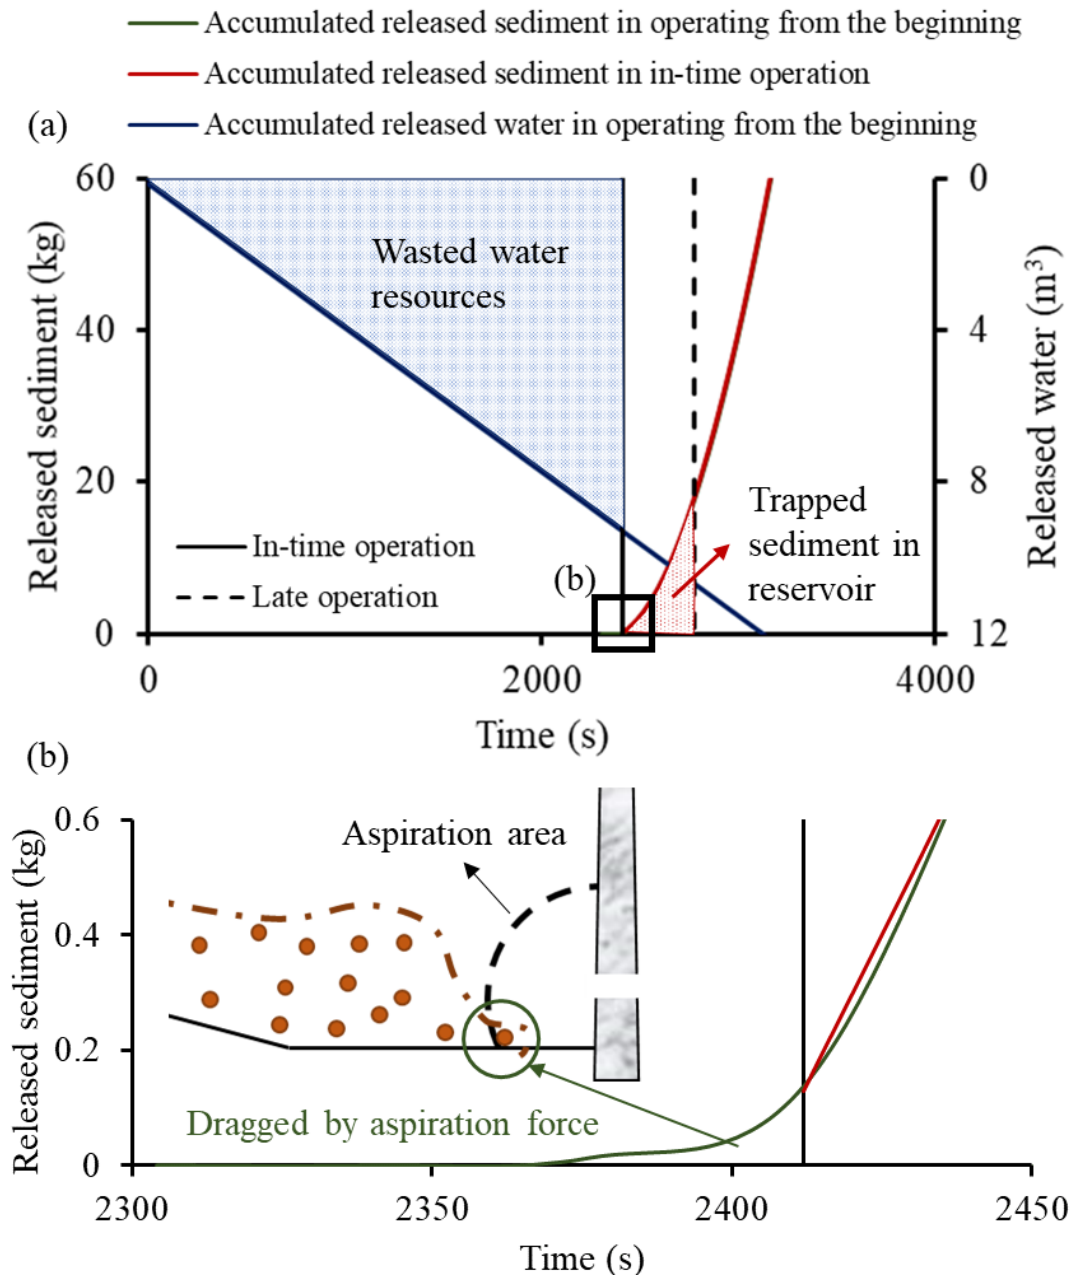 Accumulated released sediment in operating from the beginning
Accumulated released sediment in in-time operation
(a)
Accumulated released water in operating from the beginning
60
40
20
0
Released sediment (kg)
0
4
8
12
Released water (m³)
Wasted water
resources
In-time operation
Late operation
(b)
Trapped
sediment in
reservoir
0
2000
4000
Time (s)
(b)
0.6
0.4
0.2
0
Released sediment (kg)
Aspiration area
Dragged by aspiration force
2300
2350
2400
2450
Time (s)